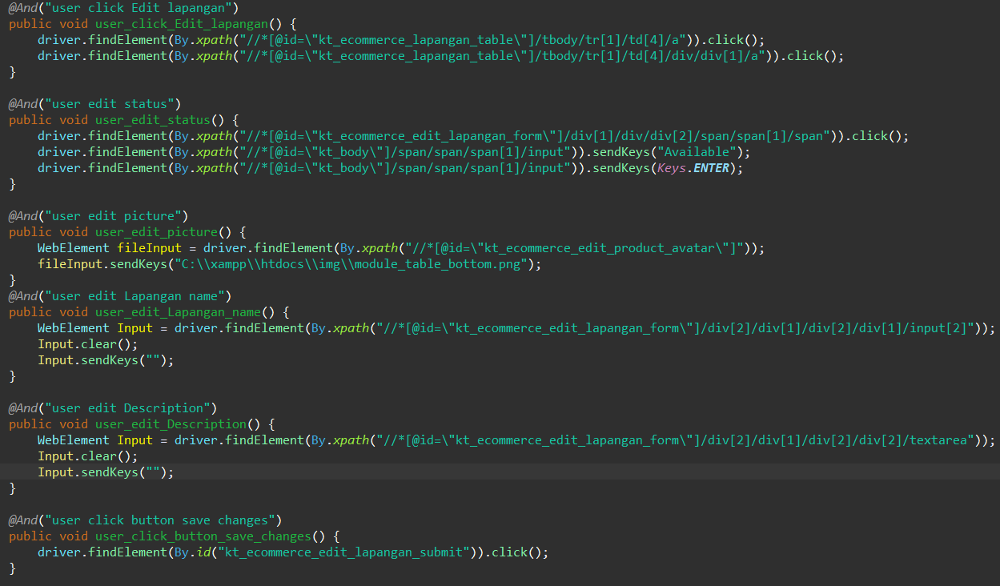 @And("user click Edit lapangan")
public void user_click_Edit_lapangan() {
    driver.findElement(By.xpath("//*[@id=\"kt_ecommerce_lapangan_table\"]/tbody/tr[1]/td[4]/a")).click();
    driver.findElement(By.xpath("//*[@id=\"kt_ecommerce_lapangan_table\"]/tbody/tr[1]/td[4]/div/div[1]/a")).click();
}

@And("user edit status")
public void user_edit_status() {
    driver.findElement(By.xpath("//*[@id=\"kt_ecommerce_edit_lapangan_form\"]/div[1]/div/div[2]/span/span[1]/span")).click();
    driver.findElement(By.xpath("//*[@id=\"kt_body\"]/span/span/span[1]/input")).sendKeys("Available");
    driver.findElement(By.xpath("//*[@id=\"kt_body\"]/span/span/span[1]/input")).sendKeys(Keys.ENTER);
}

@And("user edit picture")
public void user_edit_picture() {
    WebElement fileInput = driver.findElement(By.xpath("//*[@id=\"kt_ecommerce_edit_product_avatar\"]"));
    fileInput.sendKeys("C:\\xampp\\htdocs\\img\\module_table_bottom.png");
}
@And("user edit Lapangan name")
public void user_edit_Lapangan_name() {
    WebElement Input = driver.findElement(By.xpath("//*[@id=\"kt_ecommerce_edit_lapangan_form\"]/div[2]/div[1]/div[2]/div[1]/input[2]"));
    Input.clear();
    Input.sendKeys("");
}

@And("user edit Description")
public void user_edit_Description() {
    WebElement Input = driver.findElement(By.xpath("//*[@id=\"kt_ecommerce_edit_lapangan_form\"]/div[2]/div[1]/div[2]/div[2]/textarea"));
    Input.clear();
    Input.sendKeys("");
}

@And("user click button save changes")
public void user_click_button_save_changes() {
    driver.findElement(By.id("kt_ecommerce_edit_lapangan_submit")).click();
}